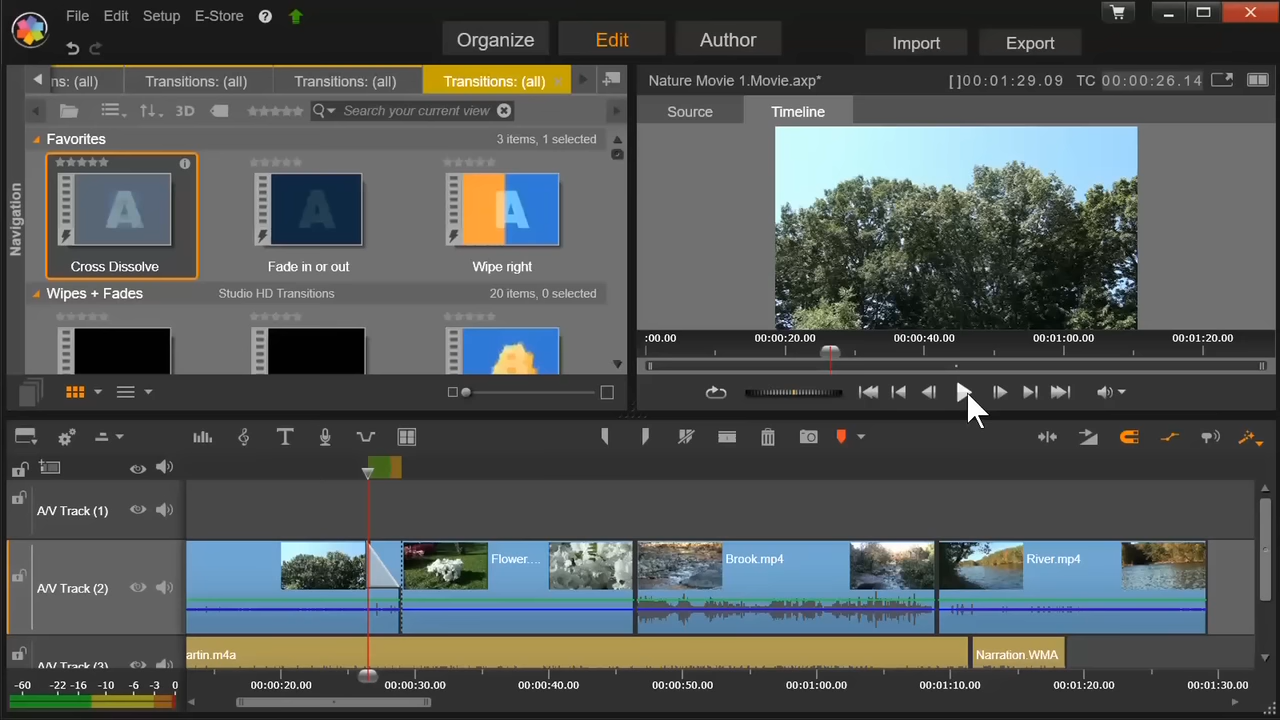 File Edit Setup E-Store ?
Organize Edit Author Import Export
ns: (all) Transitions: (all) Transitions: (all) Transitions: (all)
Nature Movie 1.Movie.axp* [ ] 00:01:29.09 TC 00:00:26.14
3D Search your current view
Source Timeline
Favorites 3 items, 1 selected
Navigation
A A A
Cross Dissolve Fade in or out Wipe right
Wipes + Fades Studio HD Transitions 20 items, 0 selected
:00.00 00:00:20.00 00:00:40.00 00:01:00.00 00:01:20.00
A/V Track (1)
A/V Track (2)
Flower.... Brook.mp4 River.mp4
A/V Track (3)
artin.m4a Narration.WMA
-60 -22 -16 -10 -6 -3 0
00:00:20.00 00:00:30.00 00:00:40.00 00:00:50.00 00:01:00.00 00:01:10.00 00:01:20.00 00:01:30.00